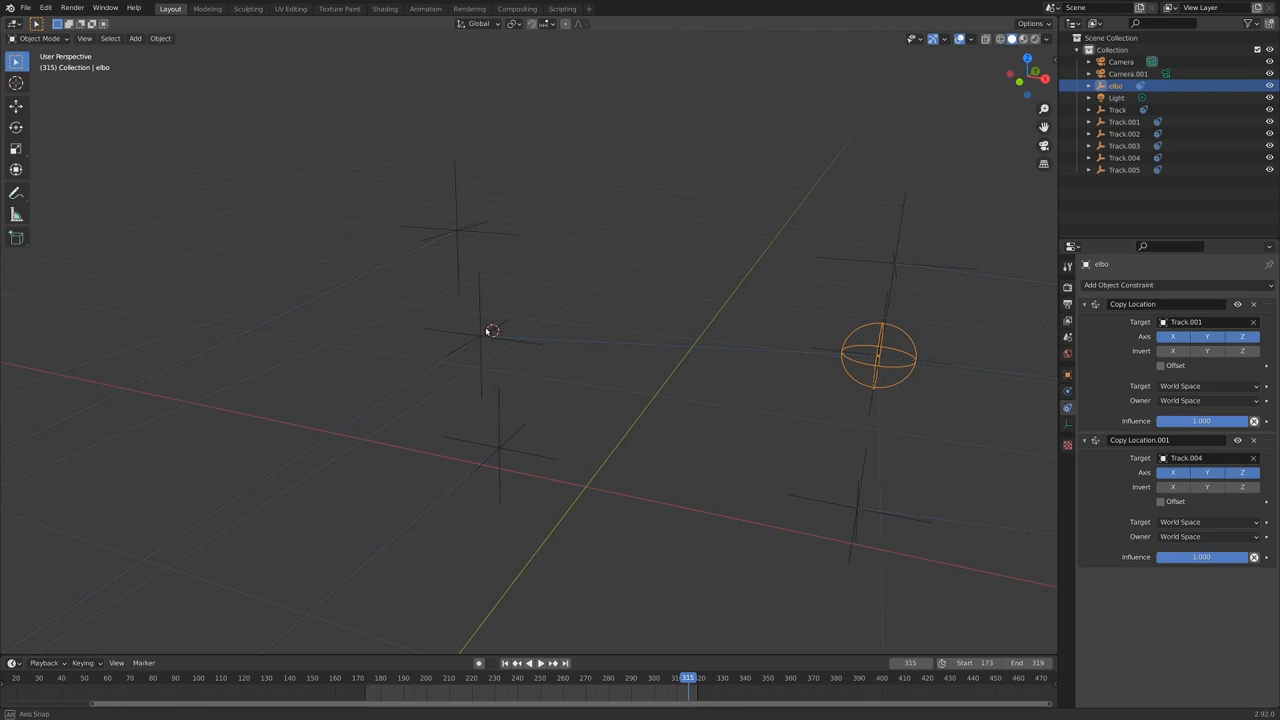 File Edit Render Window Help Layout Modeling Sculpting UV Editing Texture Paint Shading Animation Rendering Compositing Scripting + Scene View Layer
Global Options
Object Mode View Select Add Object
User Perspective
(315) Collection | elbo
Z
X
Y
Scene Collection
Collection
Camera
Camera.001
elbo
Light
Track
Track.001
Track.002
Track.003
Track.004
Track.005
elbo
Add Object Constraint
Copy Location
Target Track.001
Axis X Y Z
Invert X Y Z
Offset
Target World Space
Owner World Space
Influence 1.000
Copy Location.001
Target Track.004
Axis X Y Z
Invert X Y Z
Offset
Target World Space
Owner World Space
Influence 1.000
Playback Keying View Marker 315 Start 173 End 319
20 30 40 50 60 70 80 90 100 110 120 130 140 150 160 170 180 190 200 210 220 230 240 250 260 270 280 290 300 315 320 330 340 350 360 370 380 390 400 410 420 430 440 450 460 470
Axis Snap 2.92.0